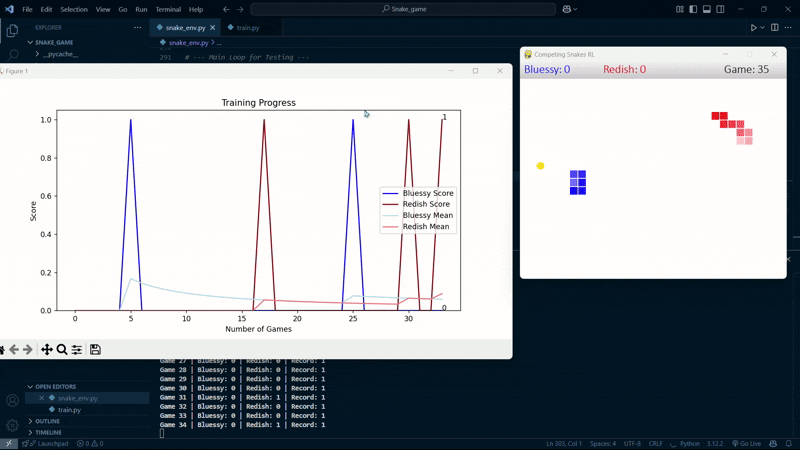 File Edit Selection View Go Run Terminal Help
Snake_game
EXPLORER
snake_env.py
train.py
SNAKE_GAME
__pycache__
snake_env.py > ...
291 # --- Main Loop for Testing ---
Figure 1
Training Progress
1.0
0.8
0.6
0.4
0.2
0.0
Score
0 5 10 15 20 25 30
Number of Games
1
0
Bluessy Score
Redish Score
Bluessy Mean
Redish Mean
Competing Snakes RL
Bluessy: 0 Redish: 0 Game: 35
Game 27 | Bluessy: 0 | Redish: 0 | Record: 1
Game 28 | Bluessy: 0 | Redish: 0 | Record: 1
Game 29 | Bluessy: 0 | Redish: 0 | Record: 1
Game 30 | Bluessy: 0 | Redish: 0 | Record: 1
Game 31 | Bluessy: 0 | Redish: 1 | Record: 1
Game 32 | Bluessy: 0 | Redish: 0 | Record: 1
Game 33 | Bluessy: 0 | Redish: 0 | Record: 1
Game 34 | Bluessy: 0 | Redish: 1 | Record: 1
OPEN EDITORS
snake_env.py
train.py
OUTLINE
TIMELINE
Launchpad 0 0 Ln 303, Col 1 Spaces: 4 UTF-8 CRLF Python 3.12.2 Go Live